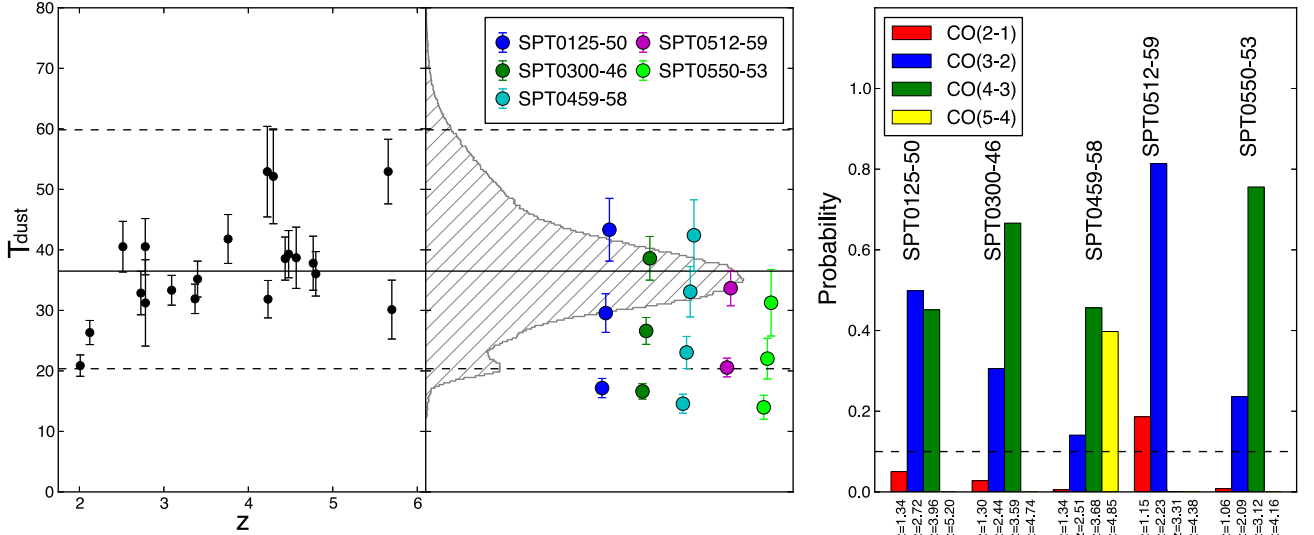 80
70
60
50
40
30
20
10
0
T_dust
2
3
4
5
6
z
SPT0125-50
SPT0300-46
SPT0459-58
SPT0512-59
SPT0550-53
CO(2-1)
CO(3-2)
CO(4-3)
CO(5-4)
Probability
1.0
0.8
0.6
0.4
0.2
0.0
SPT0125-50
SPT0300-46
SPT0459-58
SPT0512-59
SPT0550-53
z=1.34
z=2.72
z=3.96
z=5.20
z=1.30
z=2.44
z=3.59
z=4.74
z=1.34
z=2.51
z=3.68
z=4.85
z=1.15
z=2.23
z=3.31
z=4.38
z=1.06
z=2.09
z=3.12
z=4.16